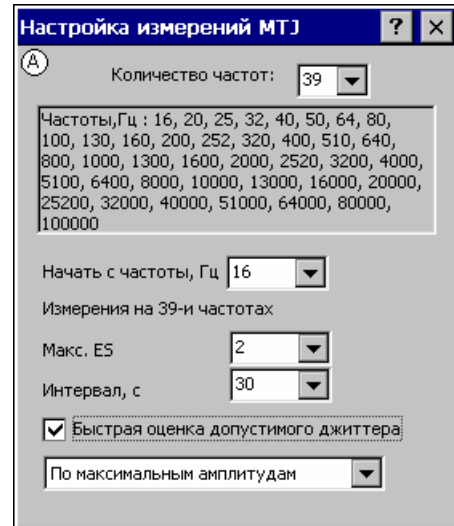 Настройка измерений MTJ ? ×
A
Количество частот: 39
Частоты,Гц : 16, 20, 25, 32, 40, 50, 64, 80,
100, 130, 160, 200, 252, 320, 400, 510, 640,
800, 1000, 1300, 1600, 2000, 2520, 3200, 4000,
5100, 6400, 8000, 10000, 13000, 16000, 20000,
25200, 32000, 40000, 51000, 64000, 80000,
100000
Начать с частоты, Гц 16
Измерения на 39-и частотах
Макс. ES 2
Интервал, с 30
Быстрая оценка допустимого джиттера
По максимальным амплитудам